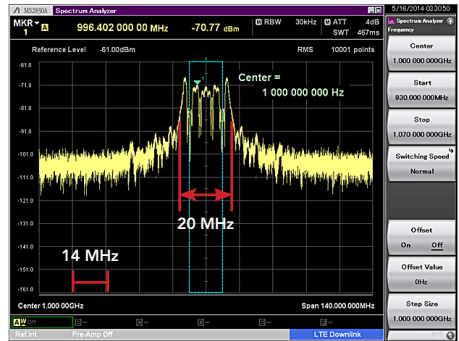 MS2830A Spectrum Analyzer
5/16/2014 03:30:50
MKR 1 A 996.402 000 00 MHz -70.77 dBm
RBW 30kHz ATT 4dB
SWT 467ms
Reference Level -61.00dBm RMS 10001 points
-61.0
-71.0
-81.0
-91.0
-101.0
-111.0
-121.0
-131.0
-141.0
-151.0
-161.0
Center =
1 000 000 000 Hz
20 MHz
14 MHz
Center 1.000 00GHz Span 140.000 000MHz
Ref.Int Pre-Amp Off LTE Downlink
Spectrum Analyzer
Frequency
Center
1.000 000 000GHz
Start
930.000 000MHz
Stop
1.070 000 000GHz
Switching Speed
Normal
Offset
On Off
Offset Value
0Hz
Step Size
1.000 000 000GHz